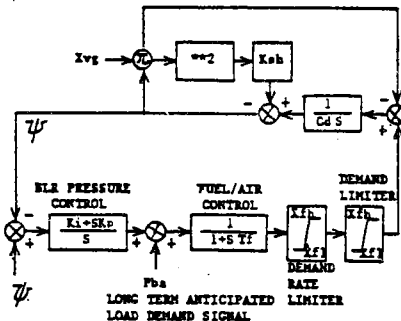 Xvg
π
**2
Ksh
-
-
+
1
Cd S
+
-
+
ψ
BLR PRESSURE
CONTROL
FUEL/AIR
CONTROL
DEMAND
LIMITER
-
+
Ki+SKp
S
+
+
1
1+S Tf
Xfh
Xfl
Xfh
Xfl
ψ
Pba
LONG TERM ANTICIPATED
LOAD DEMAND SIGNAL
DEMAND
RATE
LIMITER